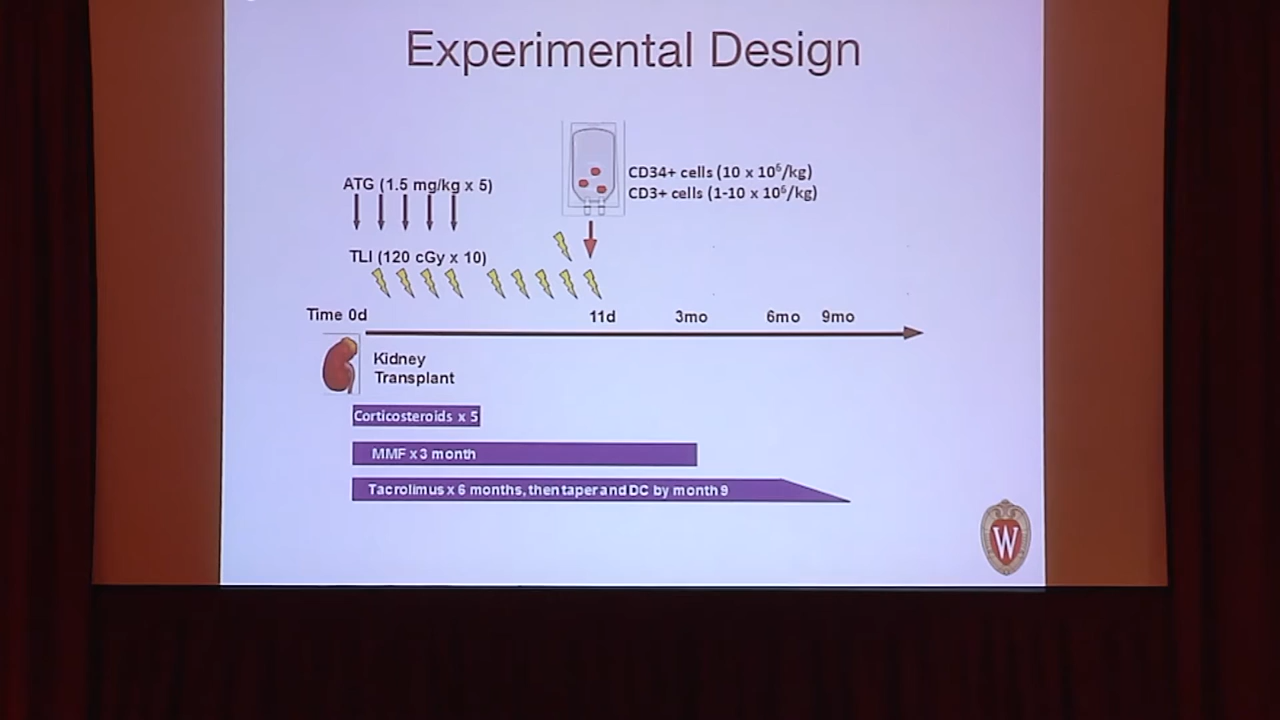 Experimental Design
CD34+ cells (10 x 10⁶/kg)
CD3+ cells (1-10 x 10⁶/kg)
ATG (1.5 mg/kg x 5)
TLI (120 cGy x 10)
Time 0d
11d
3mo
6mo
9mo
Kidney
Transplant
Corticosteroids x 5
MMF x 3 month
Tacrolimus x 6 months, then taper and DC by month 9
W